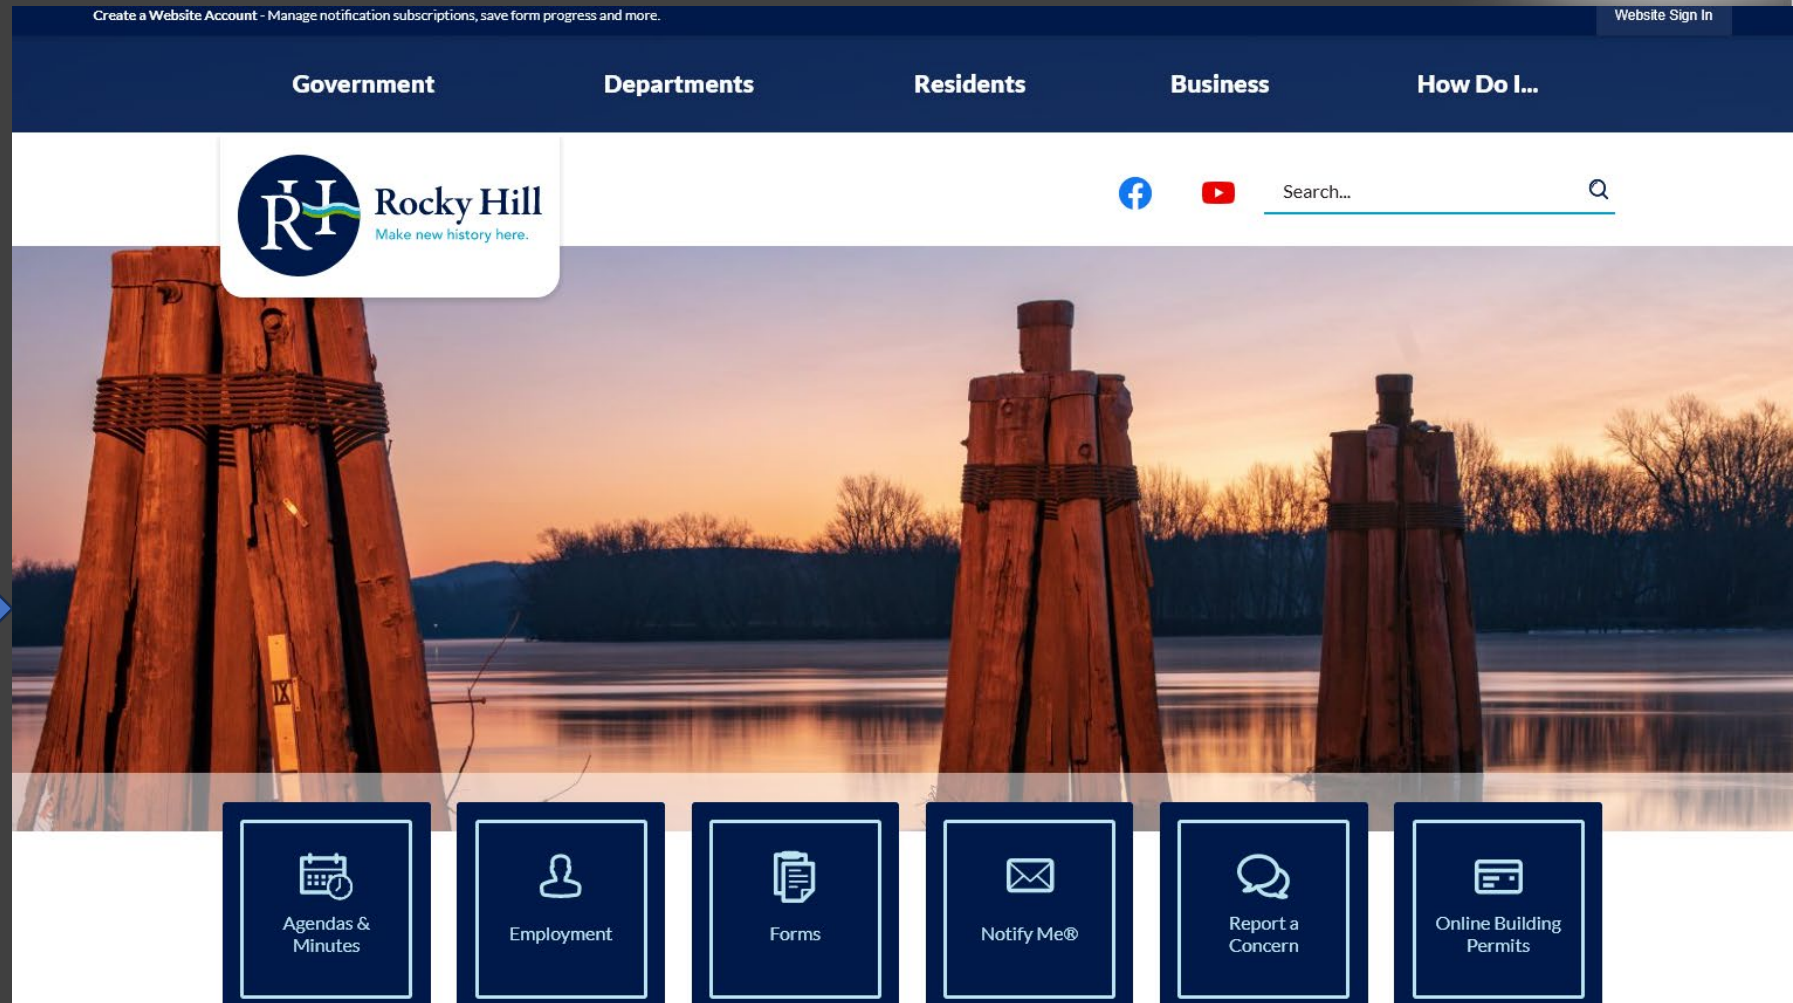 Create a Website Account - Manage notification subscriptions, save form progress and more.
Website Sign In
Government
Departments
Residents
Business
How Do I...
RH
Rocky Hill
Make new history here.
Search...
IX
Agendas &
Minutes
Employment
Forms
Notify Me®
Report a
Concern
Online Building
Permits